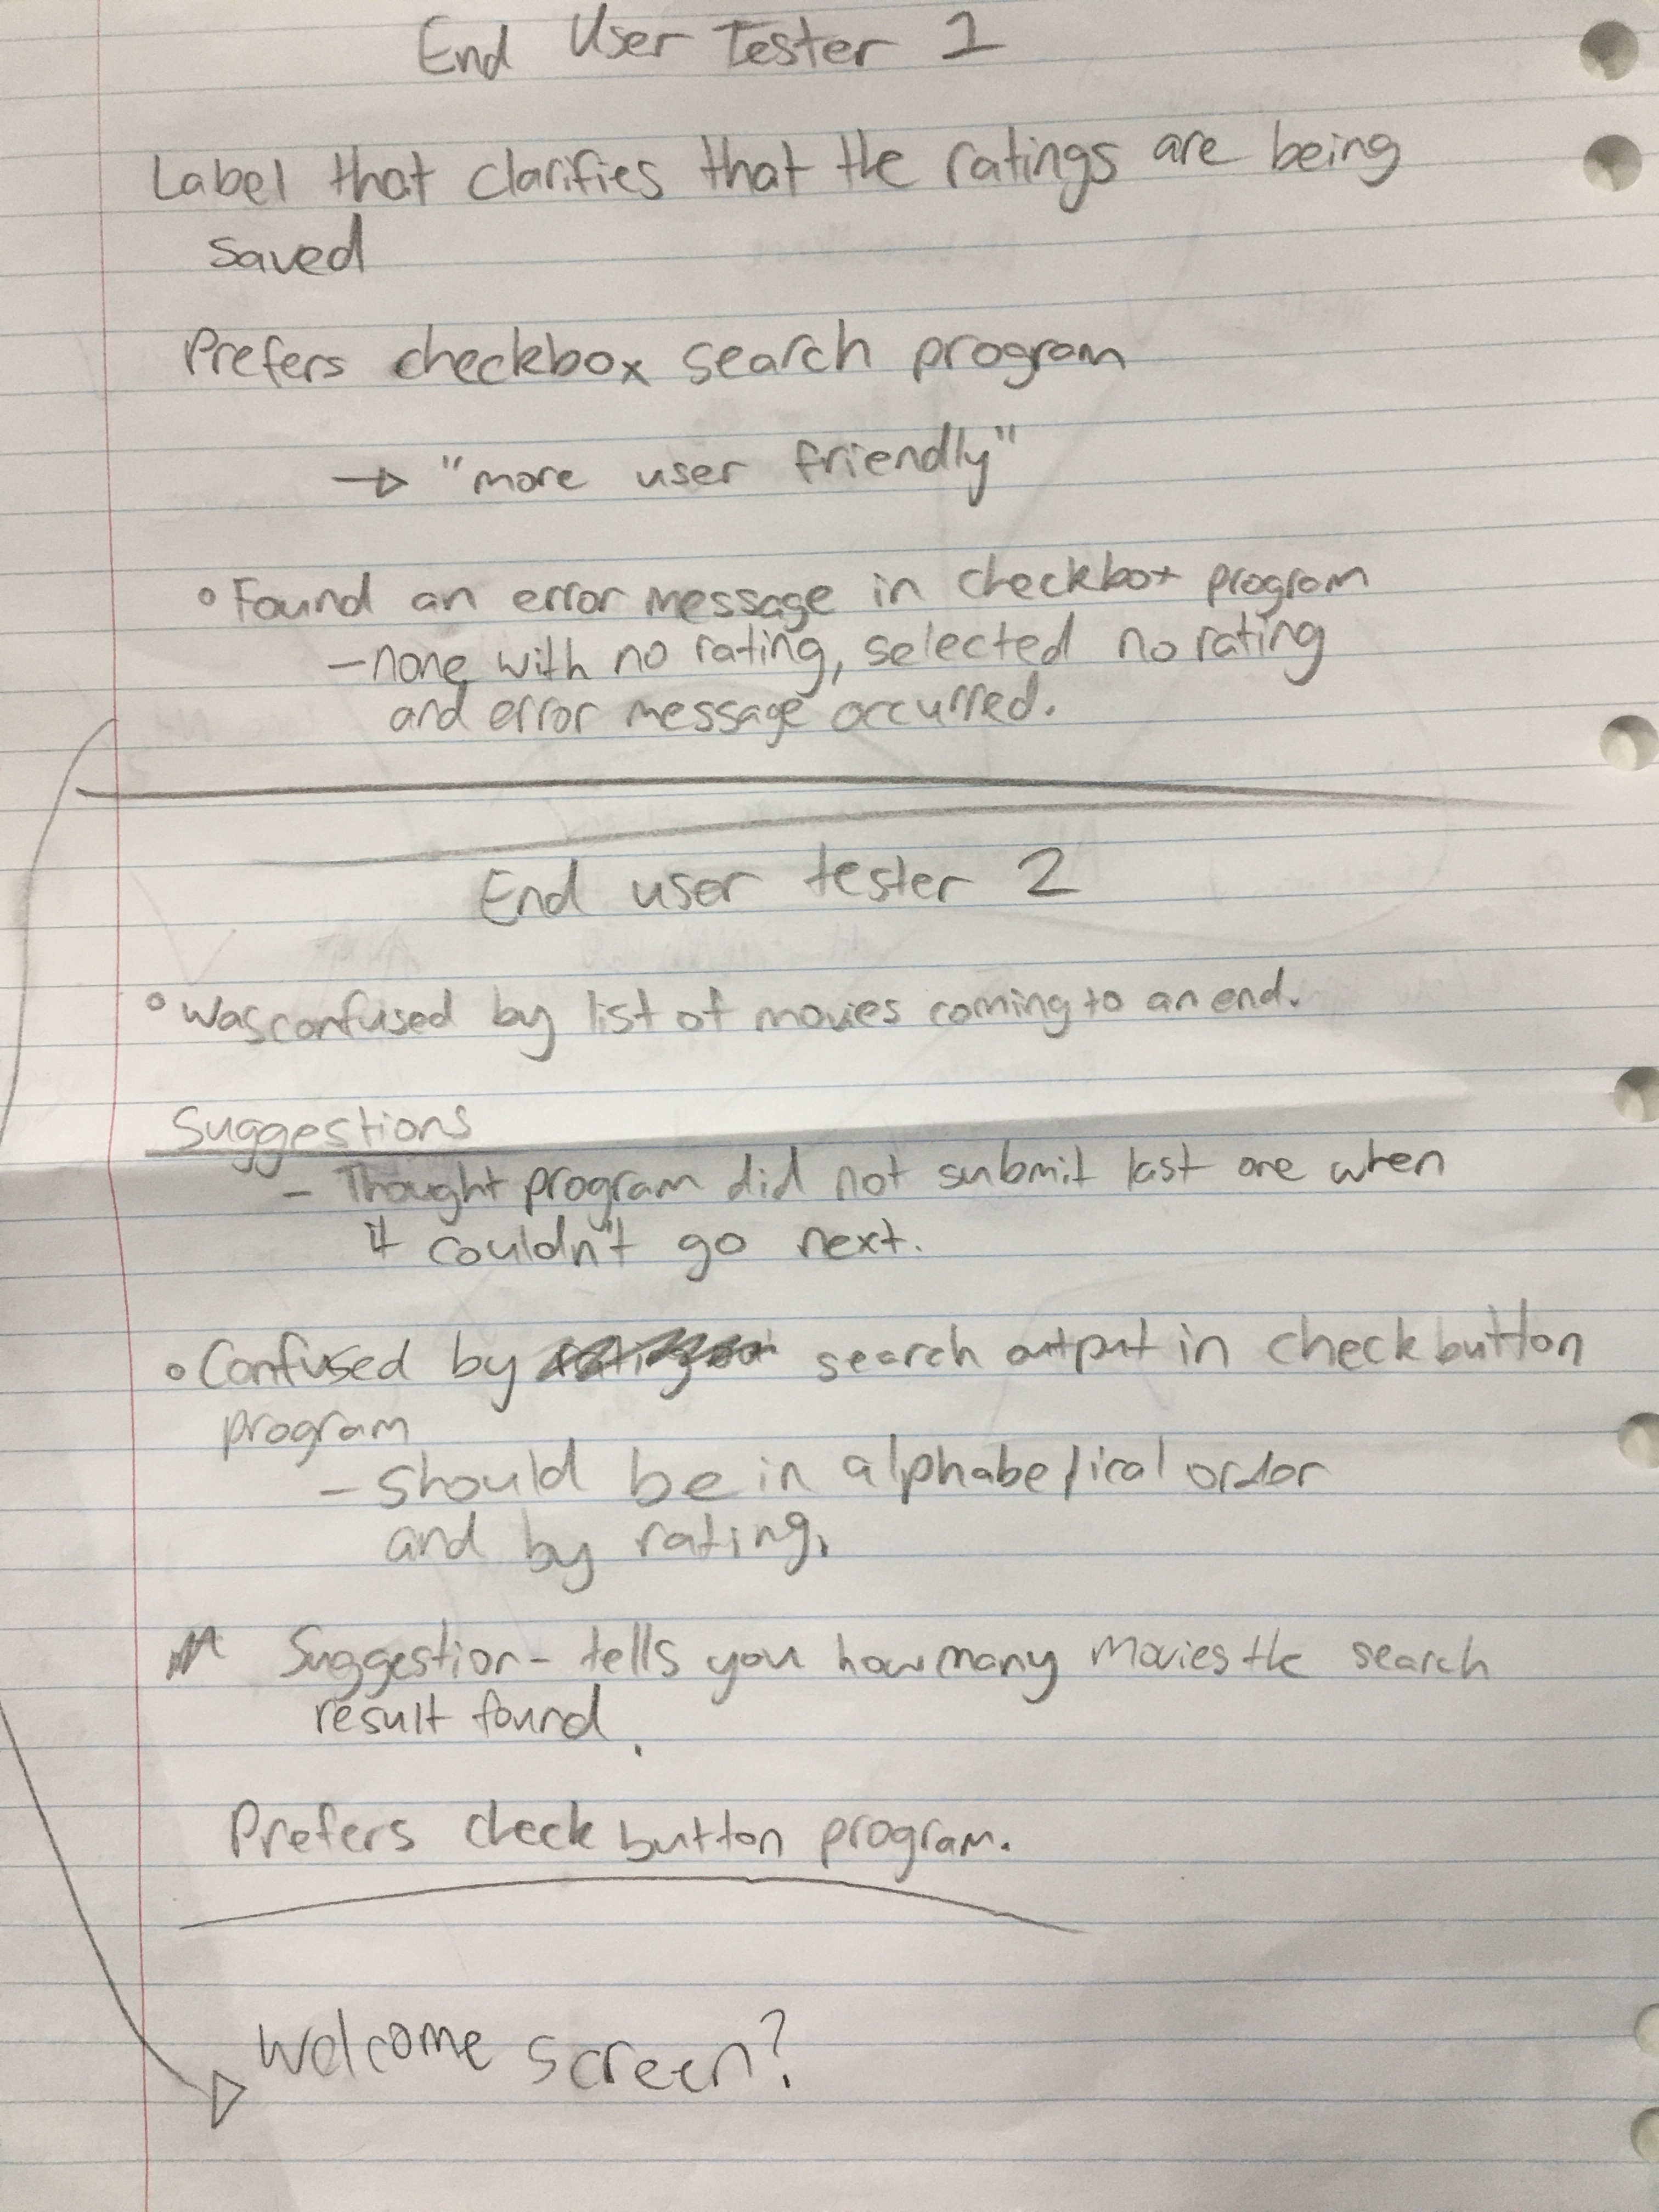 End User Tester 1
Label that clarifies that the ratings are being
saved
Prefers checkbox search program
→ "more user friendly"
° Found an error message in checkbox program
- none with no rating, selected no rating
and error message occurred.
End user tester 2
° was confused by list of movies coming to an end.
Suggestions
- Thought program did not submit last one when
it couldn't go next.
° Confused by search output in check button
program
- should be in alphabetical order
and by rating.
Suggestion - tells you how many movies the search
result found.
Prefers check button program.
Welcome screen?